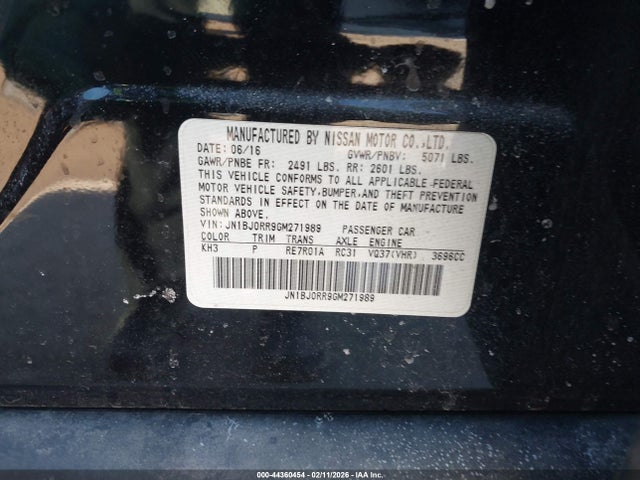 MANUFACTURED BY NISSAN MOTOR CO.,LTD.
DATE: 06/16 GVWR/PNBV: 5071 LBS.
GAWR/PNBE FR: 2491 LBS. RR: 2601 LBS.
THIS VEHICLE CONFORMS TO ALL APPLICABLE FEDERAL
MOTOR VEHICLE SAFETY,BUMPER,AND THEFT PREVENTION
STANDARDS IN EFFECT ON THE DATE OF MANUFACTURE
SHOWN ABOVE.
VIN: JN1BJ0RR9GM271989 PASSENGER CAR
COLOR TRIM TRANS AXLE ENGINE
KH3 P RE7R01A RC31 VQ37(VHR) 3696CC
JN1BJ0RR9GM271989
000-44360454 - 02/11/2026 - IAA Inc.